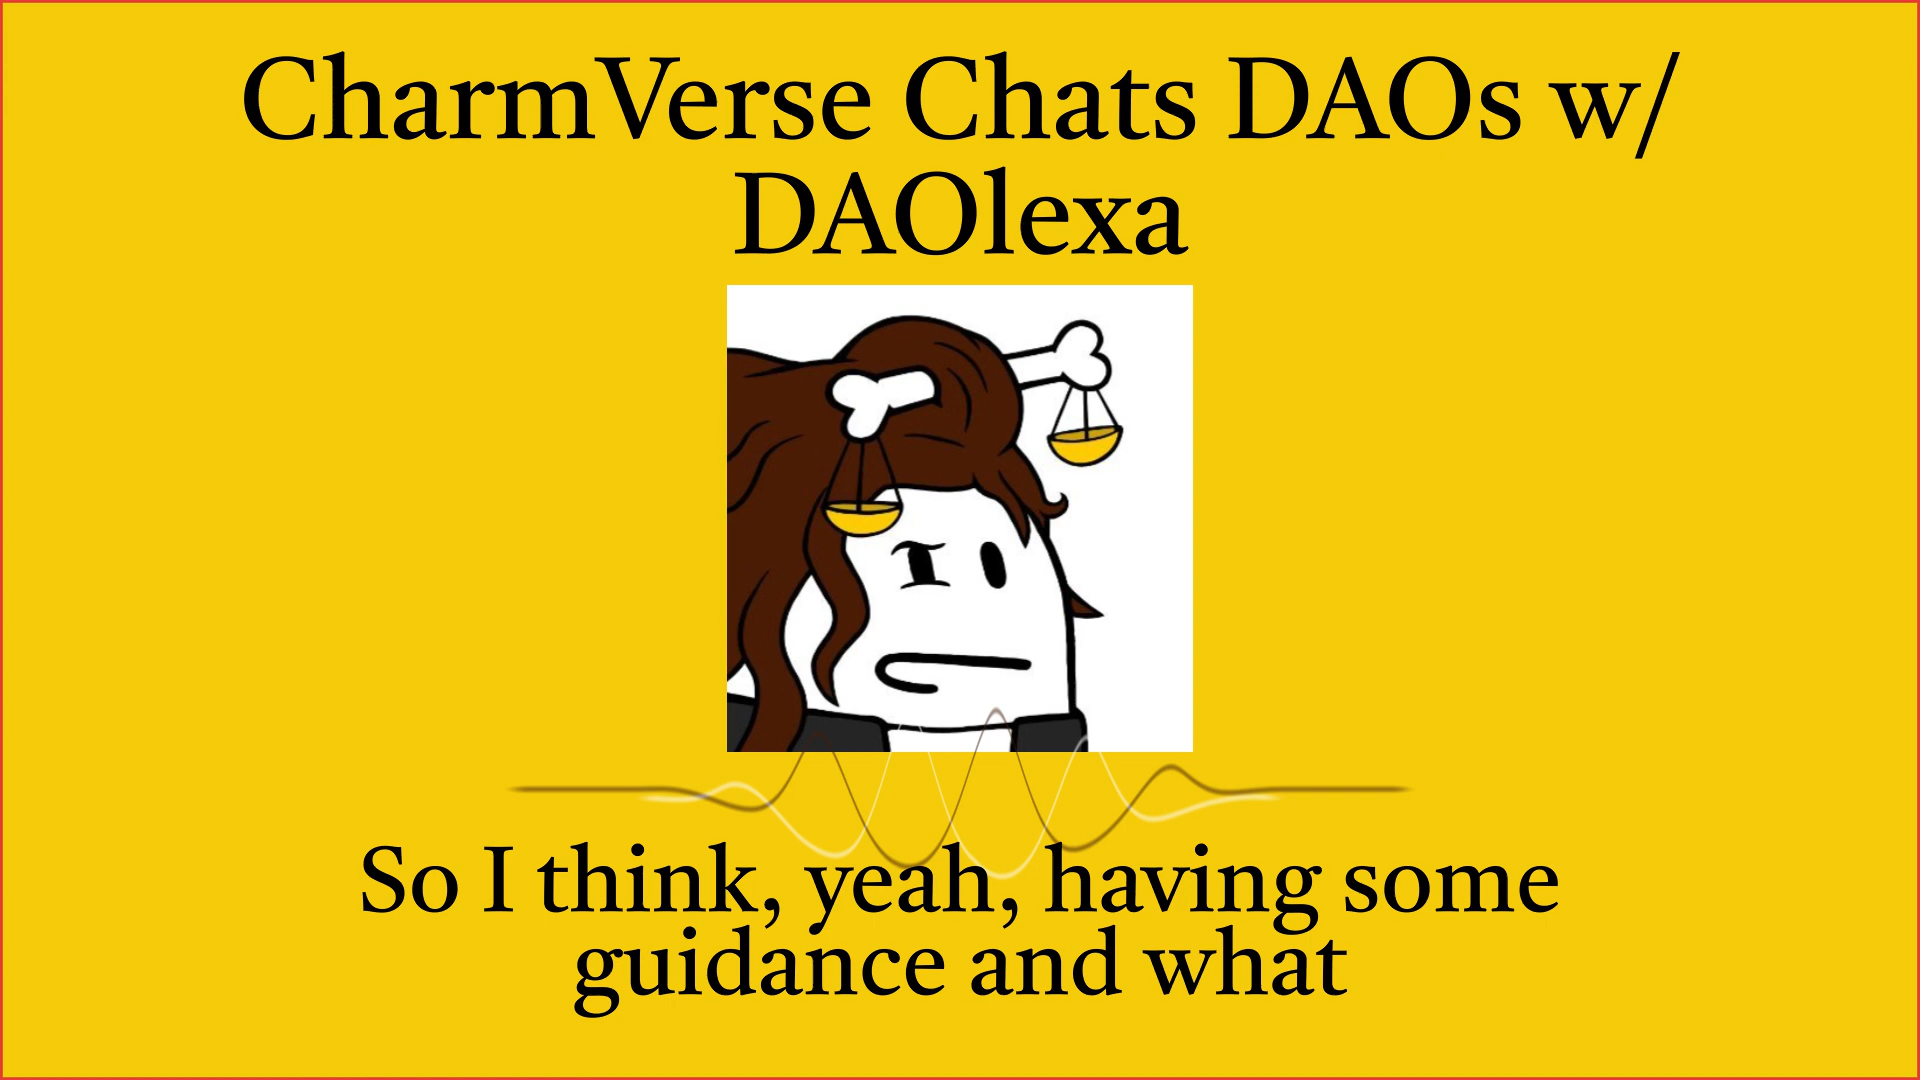 CharmVerse Chats DAOs w/
DAOlexa
So I think, yeah, having some
guidance and what